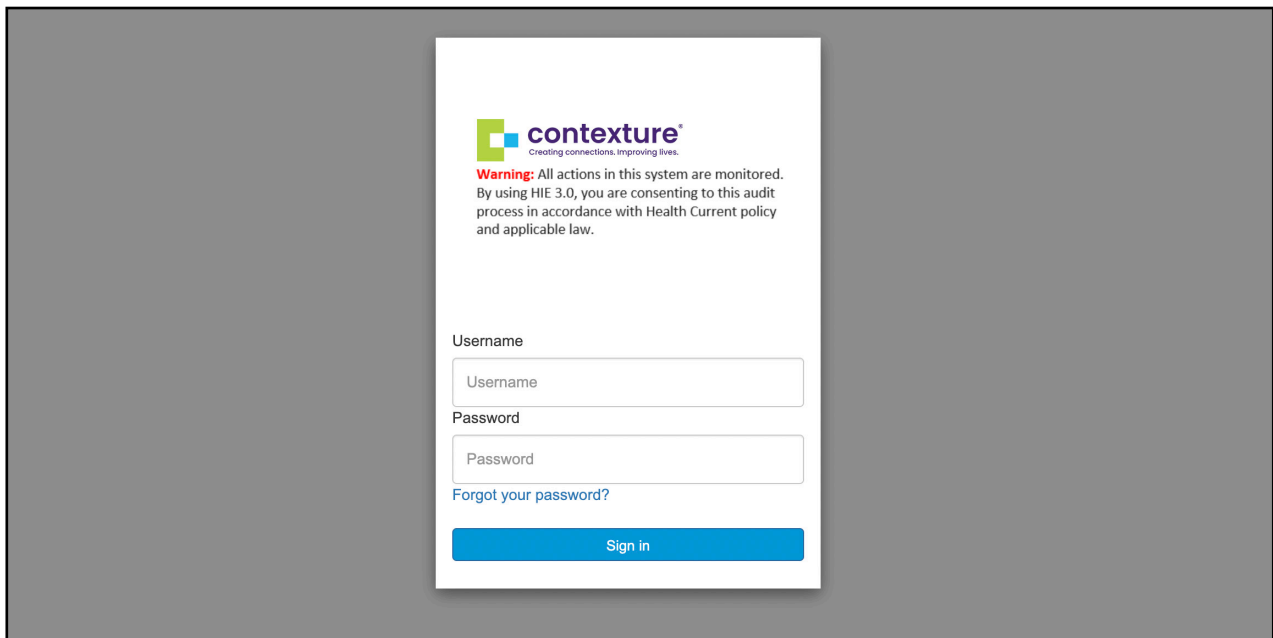 contexture®
Creating connections. Improving lives.
Warning: All actions in this system are monitored.
By using HIE 3.0, you are consenting to this audit
process in accordance with Health Current policy
and applicable law.
Username
Username
Password
Password
Forgot your password?
Sign in